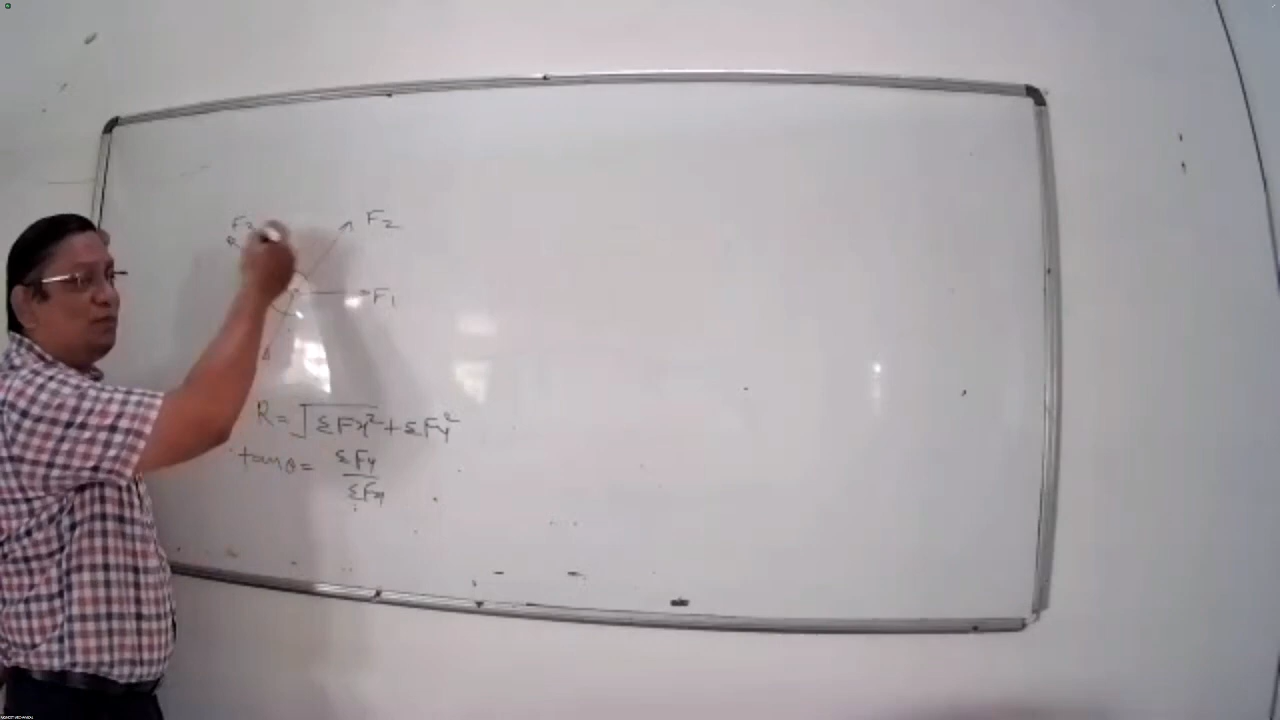 F2
F1
R = √ΣFx² + ΣFy²
tanθ = ΣFy / ΣFx